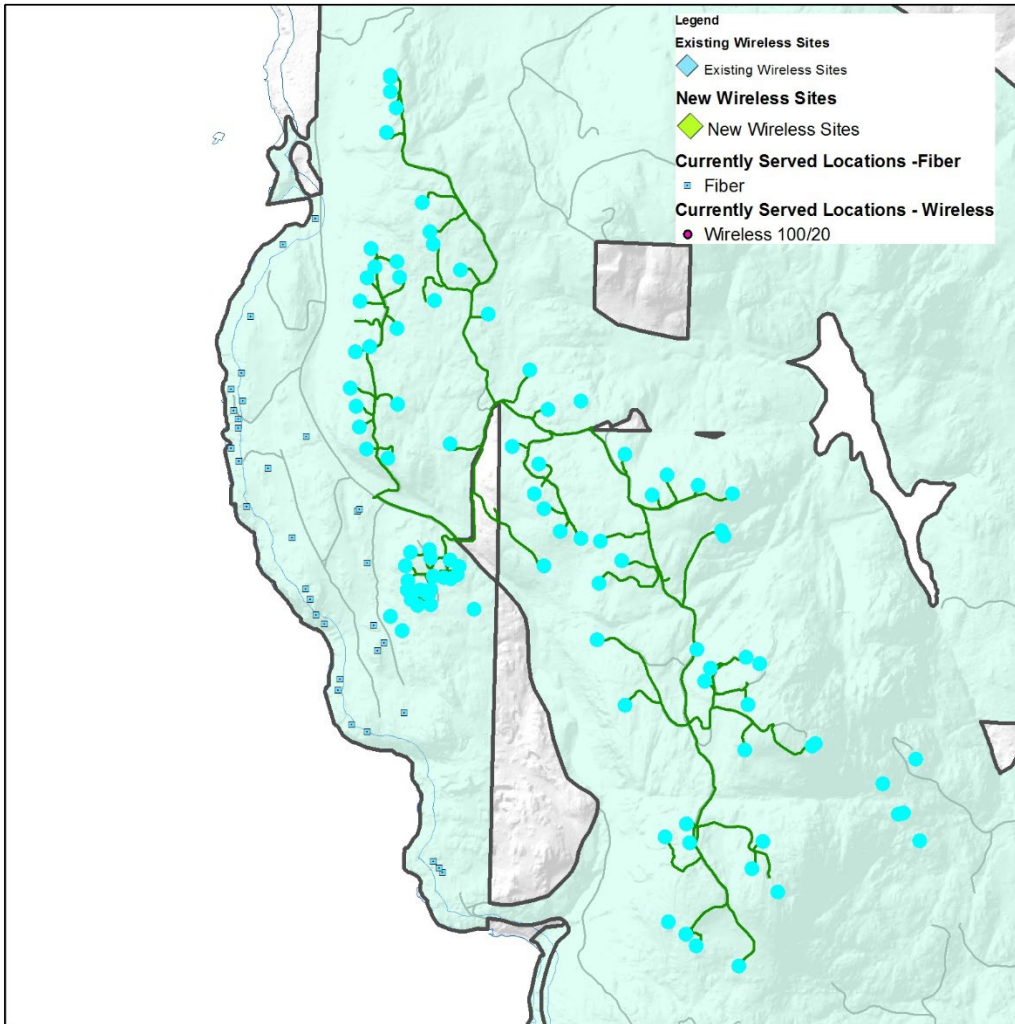 Legend
Existing Wireless Sites
Existing Wireless Sites
New Wireless Sites
New Wireless Sites
Currently Served Locations -Fiber
Fiber
Currently Served Locations - Wireless
Wireless 100/20